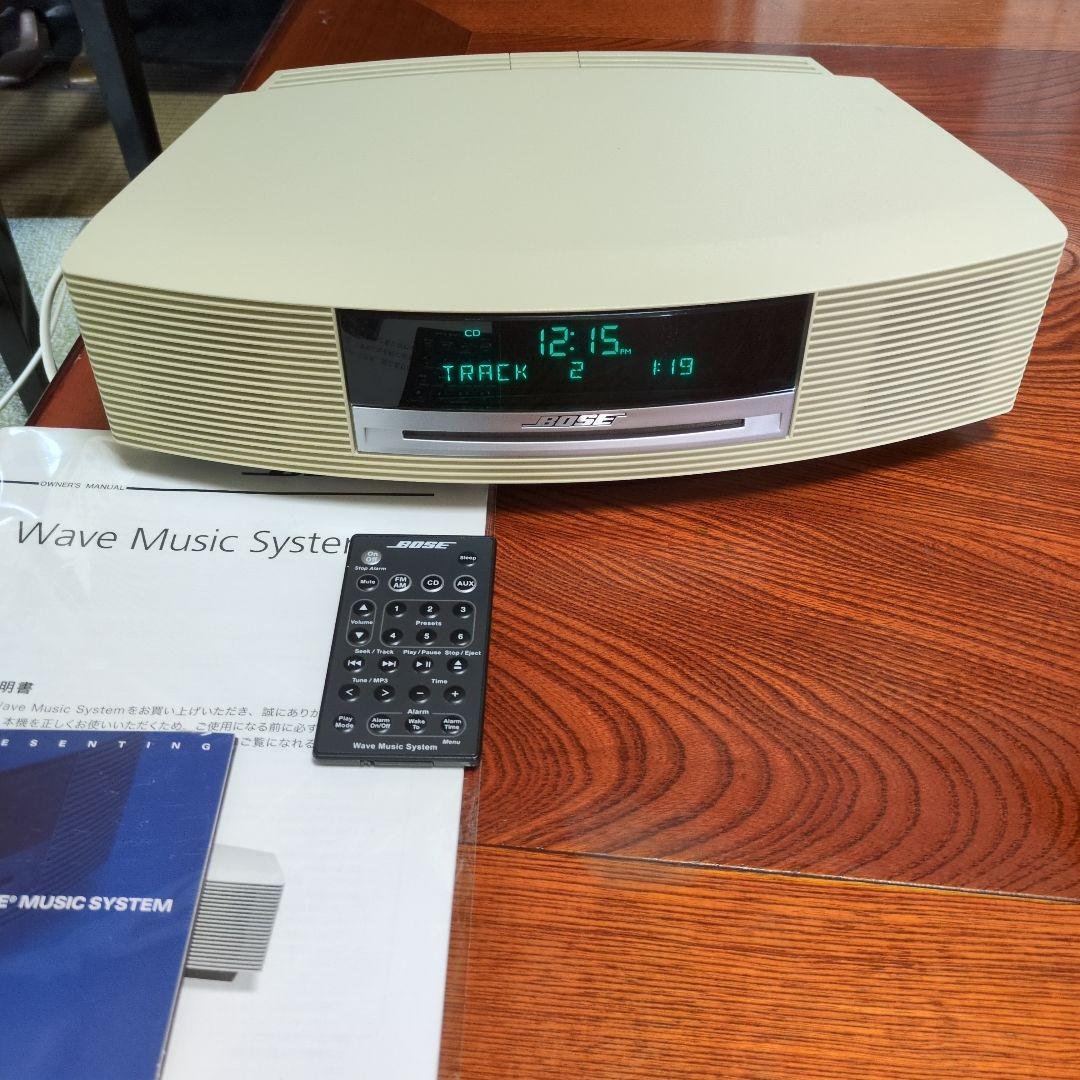 CD
12:15 PM
TRACK 2 1:19
BOSE
OWNER'S MANUAL
Wave Music System
BOSE
On
Off
Sleep
Stop Alarm
Mute
FM
AM
CD
AUX
Volume
1 2 3
Presets
4 5 6
Seek / Track Play / Pause Stop / Eject
Tune / MP3 Time
< > − +
Alarm
Play
Mode
Alarm
On/Off
Wake
To
Alarm
Time
Menu
Wave Music System
明書
Wave Music Systemをお買い上げいただき、誠にありが
本機を正しくお使いいただくため、ご使用になる前に必ず
ご覧になれる
ESENTING
E® MUSIC SYSTEM